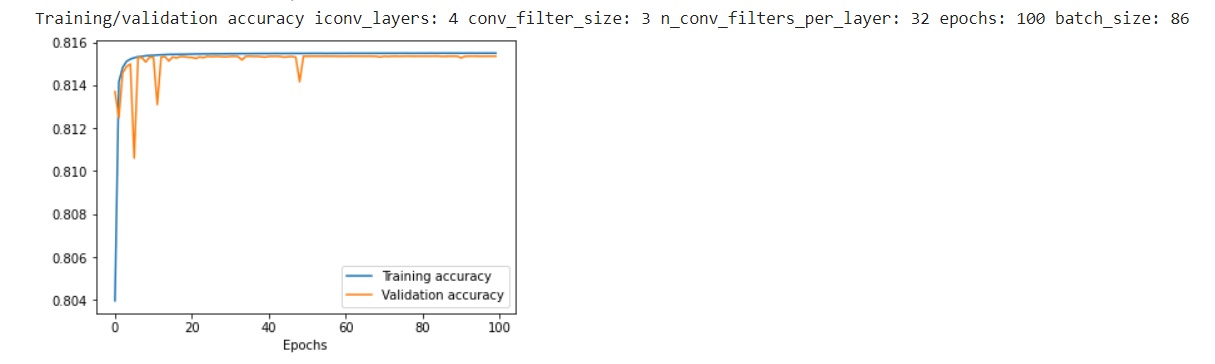 Training/validation accuracy iconv_layers: 4 conv_filter_size: 3 n_conv_filters_per_layer: 32 epochs: 100 batch_size: 86
0.816
0.814
0.812
0.810
0.808
0.806
0.804
Training accuracy
Validation accuracy
0 20 40 60 80 100
Epochs